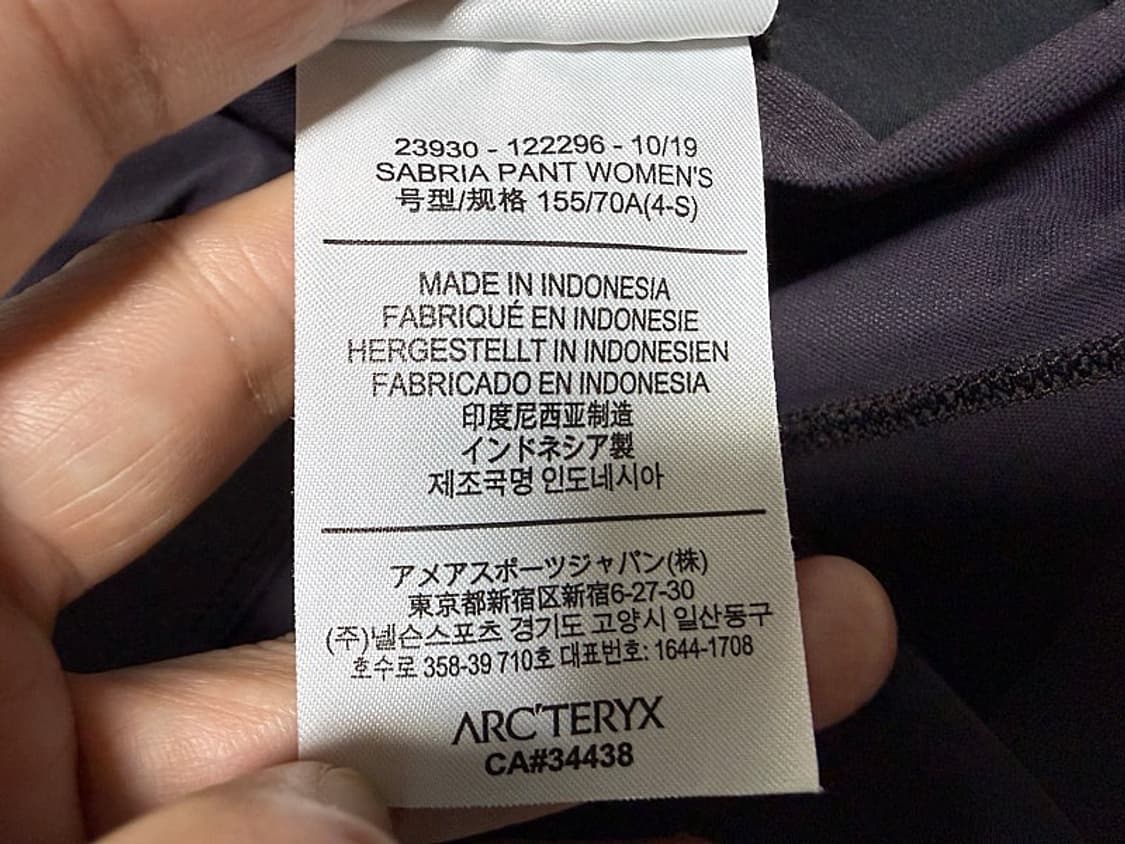 23930 - 122296 - 10/19
SABRIA PANT WOMEN'S
号型/规格 155/70A(4-S)
MADE IN INDONESIA
FABRIQUÉ EN INDONESIE
HERGESTELLT IN INDONESIEN
FABRICADO EN INDONESIA
印度尼西亚制造
インドネシア製
제조국명 인도네시아
アメアスポーツジャパン(株)
東京都新宿区新宿6-27-30
(주)넬슨스포츠 경기도 고양시 일산동구
호수로 358-39 710호 대표번호: 1644-1708
ARC'TERYX
CA#34438